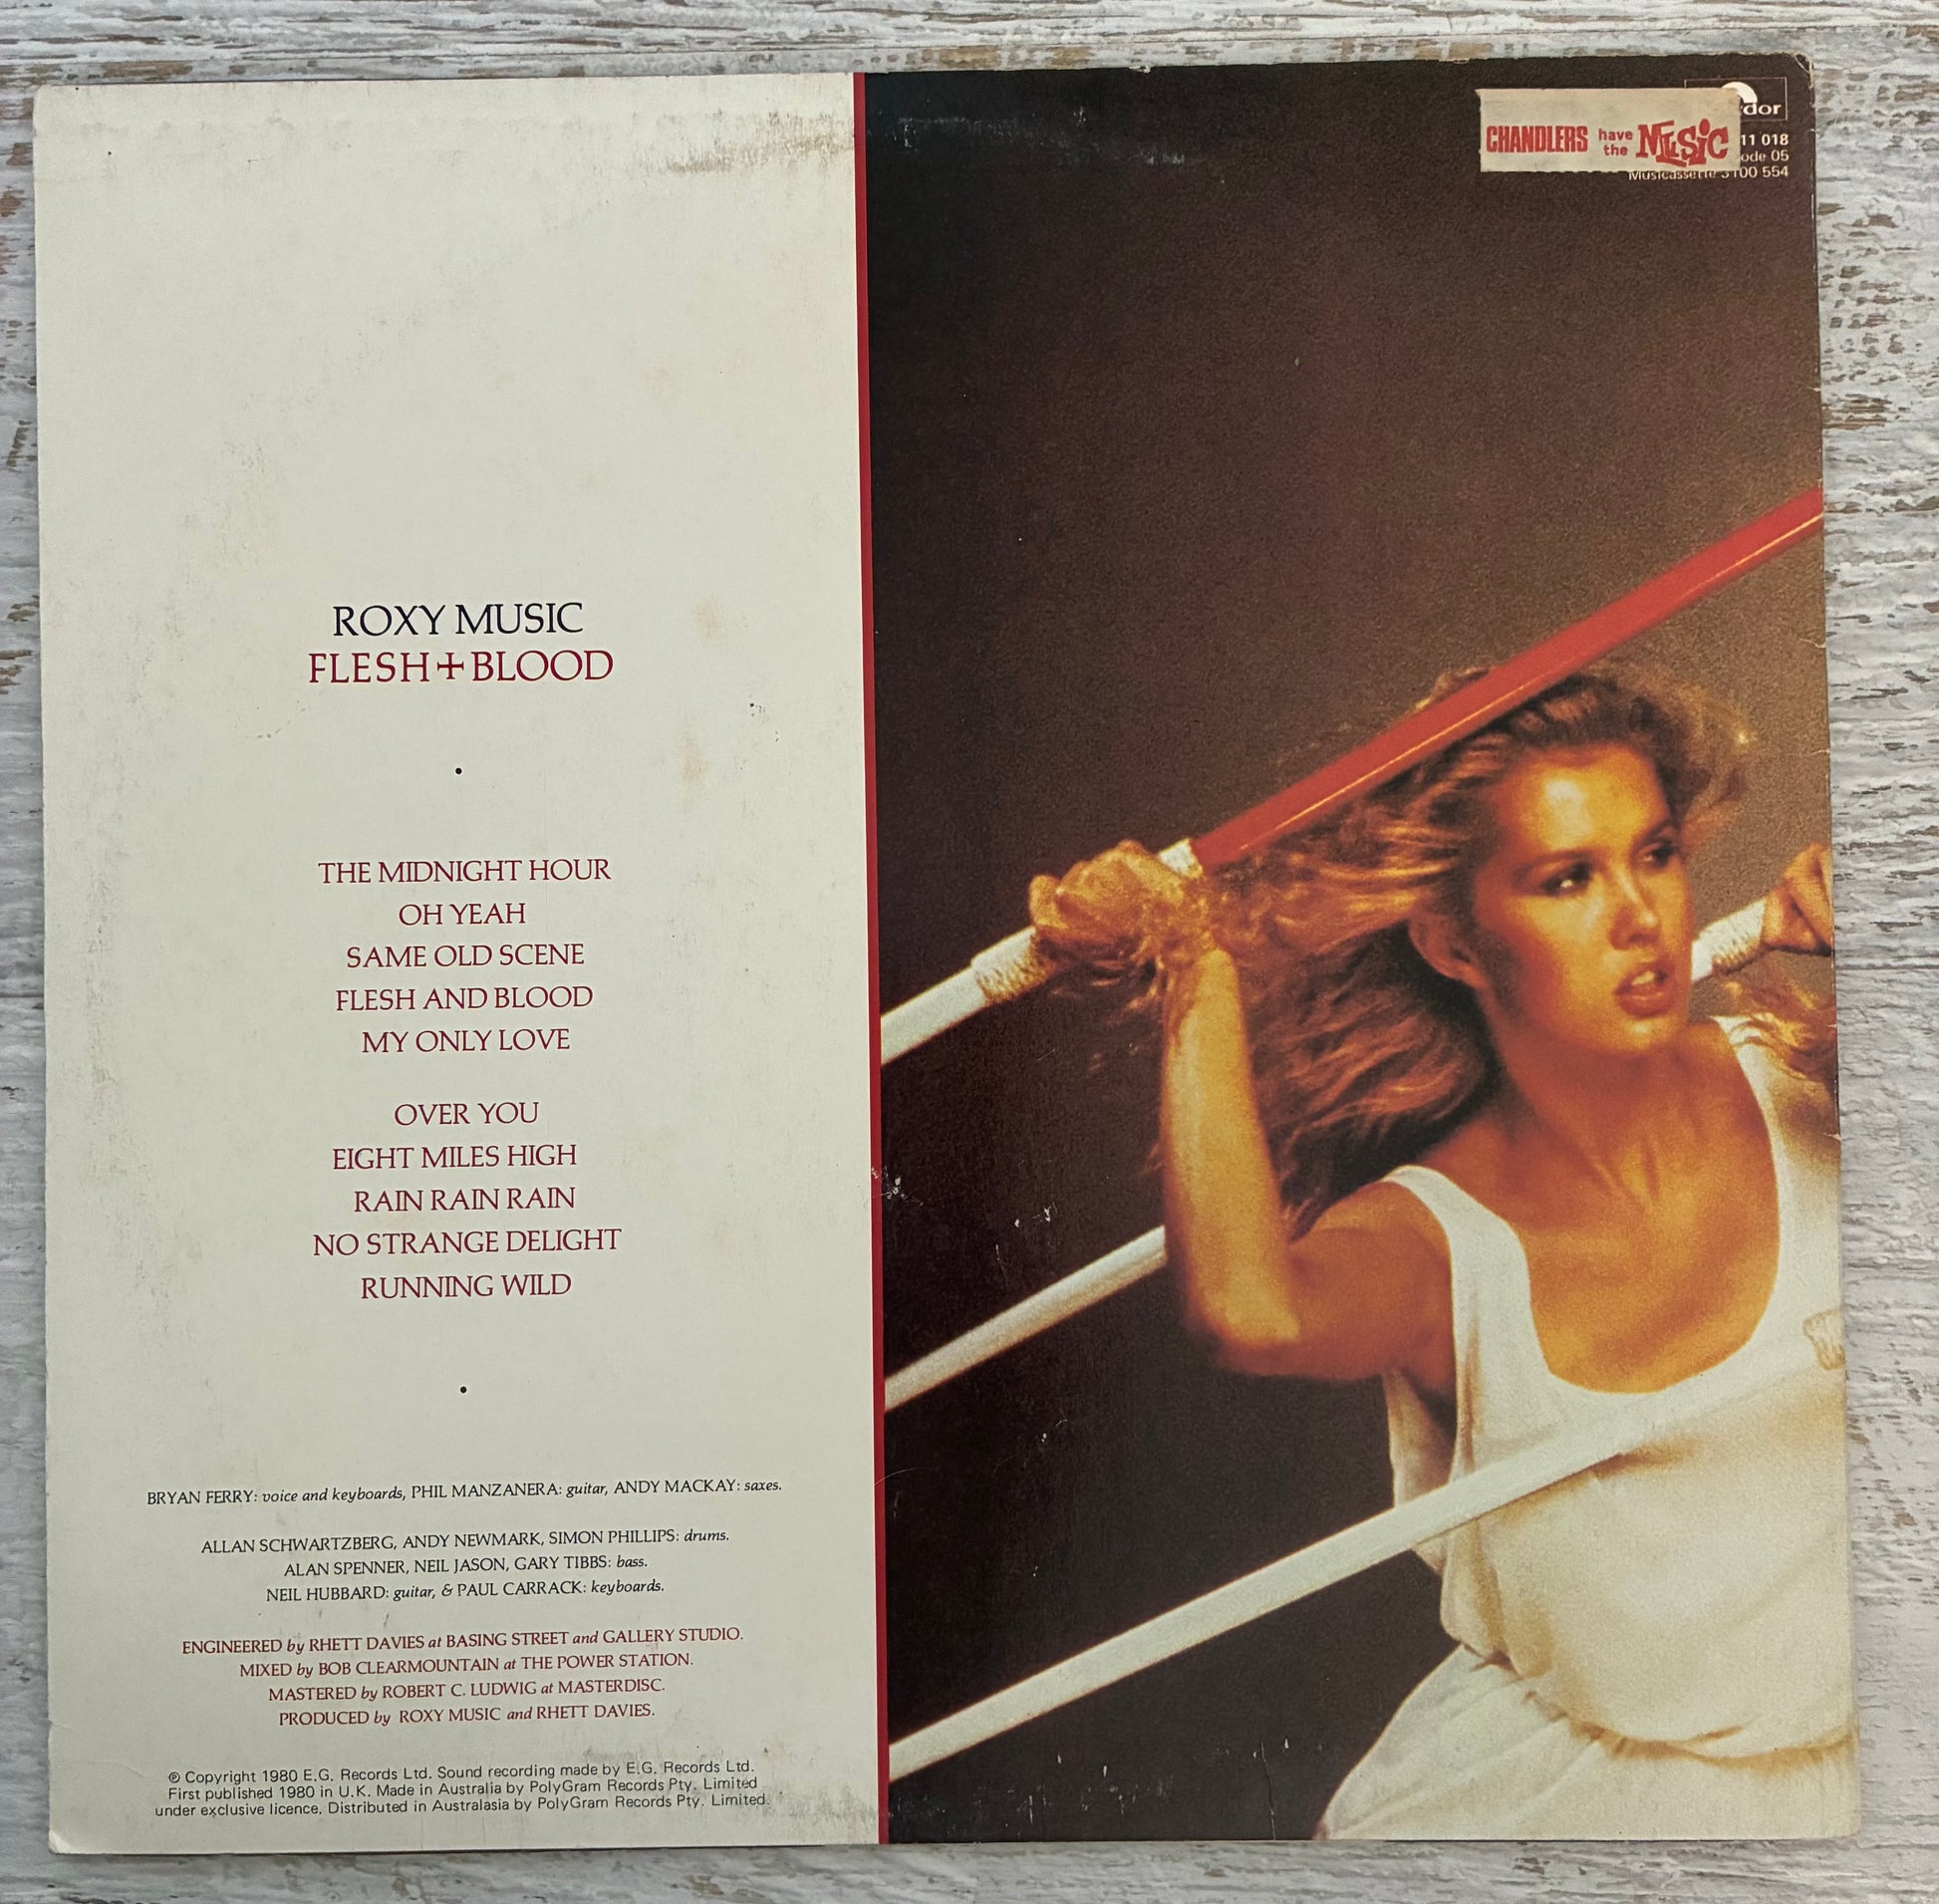 CHANDLERS have the MUSIC
dor
11 018
ode 05
Musicassette 3100 554
ROXY MUSIC
FLESH+BLOOD
•
THE MIDNIGHT HOUR
OH YEAH
SAME OLD SCENE
FLESH AND BLOOD
MY ONLY LOVE
OVER YOU
EIGHT MILES HIGH
RAIN RAIN RAIN
NO STRANGE DELIGHT
RUNNING WILD
•
BRYAN FERRY: voice and keyboards, PHIL MANZANERA: guitar, ANDY MACKAY: saxes.
ALLAN SCHWARTZBERG, ANDY NEWMARK, SIMON PHILLIPS: drums.
ALAN SPENNER, NEIL JASON, GARY TIBBS: bass.
NEIL HUBBARD: guitar, & PAUL CARRACK: keyboards.
ENGINEERED by RHETT DAVIES at BASING STREET and GALLERY STUDIO.
MIXED by BOB CLEARMOUNTAIN at THE POWER STATION.
MASTERED by ROBERT C. LUDWIG at MASTERDISC.
PRODUCED by ROXY MUSIC and RHETT DAVIES.
℗ Copyright 1980 E.G. Records Ltd. Sound recording made by E.G. Records Ltd.
First published 1980 in U.K. Made in Australia by PolyGram Records Pty. Limited
under exclusive licence. Distributed in Australasia by PolyGram Records Pty. Limited.